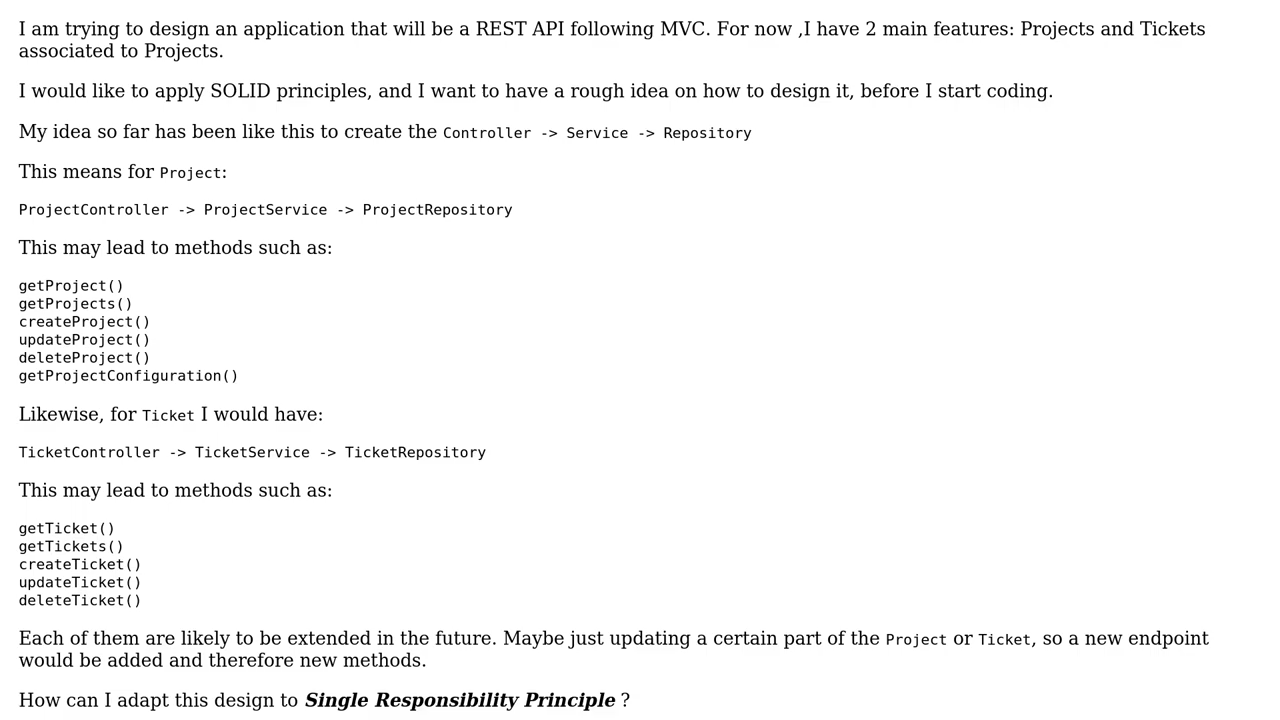 I am trying to design an application that will be a REST API following MVC. For now ,I have 2 main features: Projects and Tickets
associated to Projects.
I would like to apply SOLID principles, and I want to have a rough idea on how to design it, before I start coding.
My idea so far has been like this to create the Controller -> Service -> Repository
This means for Project:
ProjectController -> ProjectService -> ProjectRepository
This may lead to methods such as:
getProject()
getProjects()
createProject()
updateProject()
deleteProject()
getProjectConfiguration()
Likewise, for Ticket I would have:
TicketController -> TicketService -> TicketRepository
This may lead to methods such as:
getTicket()
getTickets()
createTicket()
updateTicket()
deleteTicket()
Each of them are likely to be extended in the future. Maybe just updating a certain part of the Project or Ticket, so a new endpoint
would be added and therefore new methods.
How can I adapt this design to Single Responsibility Principle ?